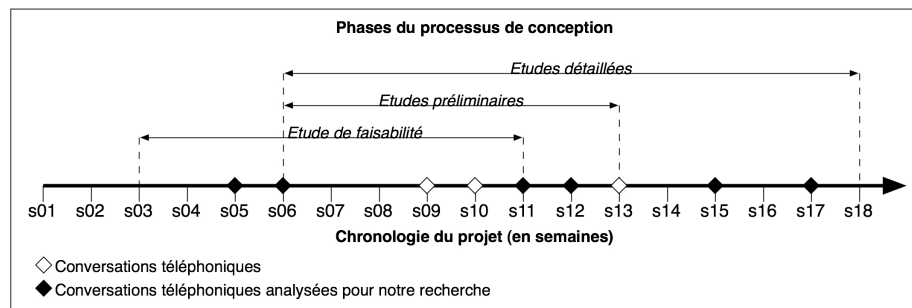 Phases du processus de conception
Etudes détaillées
Etudes préliminaires
Etude de faisabilité
s01 s02 s03 s04 s05 s06 s07 s08 s09 s10 s11 s12 s13 s14 s15 s16 s17 s18
Chronologie du projet (en semaines)
Conversations téléphoniques
Conversations téléphoniques analysées pour notre recherche